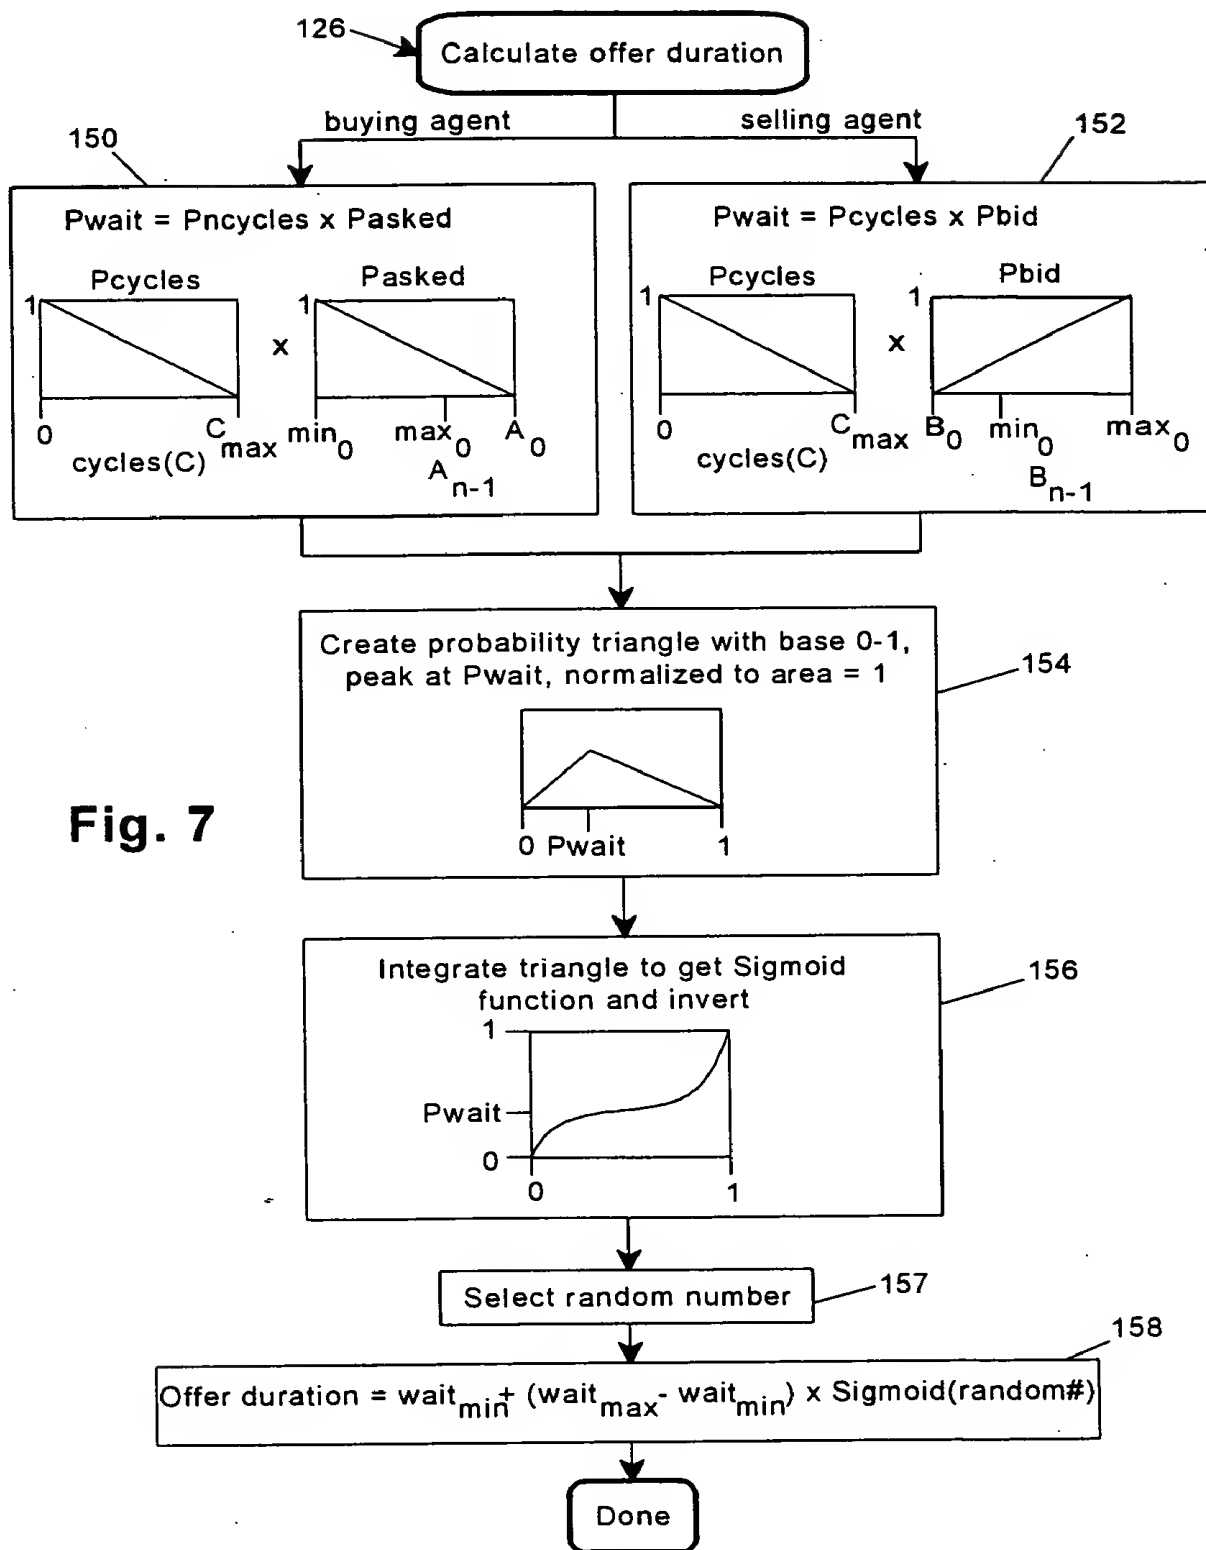 126
Calculate offer duration
buying agent
selling agent
150
152
Pwait = Pncycles x Pasked
Pcycles
Pasked
1
1
x
0
Cmax
min0
max0
A0
cycles(C)
An-1
Pwait = Pcycles x Pbid
Pcycles
Pbid
1
1
x
0
Cmax
B0
min0
max0
cycles(C)
Bn-1
Create probability triangle with base 0-1,
peak at Pwait, normalized to area = 1
154
0 Pwait 1
Fig. 7
Integrate triangle to get Sigmoid
function and invert
156
1
Pwait
0
0 1
Select random number
157
158
Offer duration = waitmin+ (waitmax- waitmin) x Sigmoid(random#)
Done